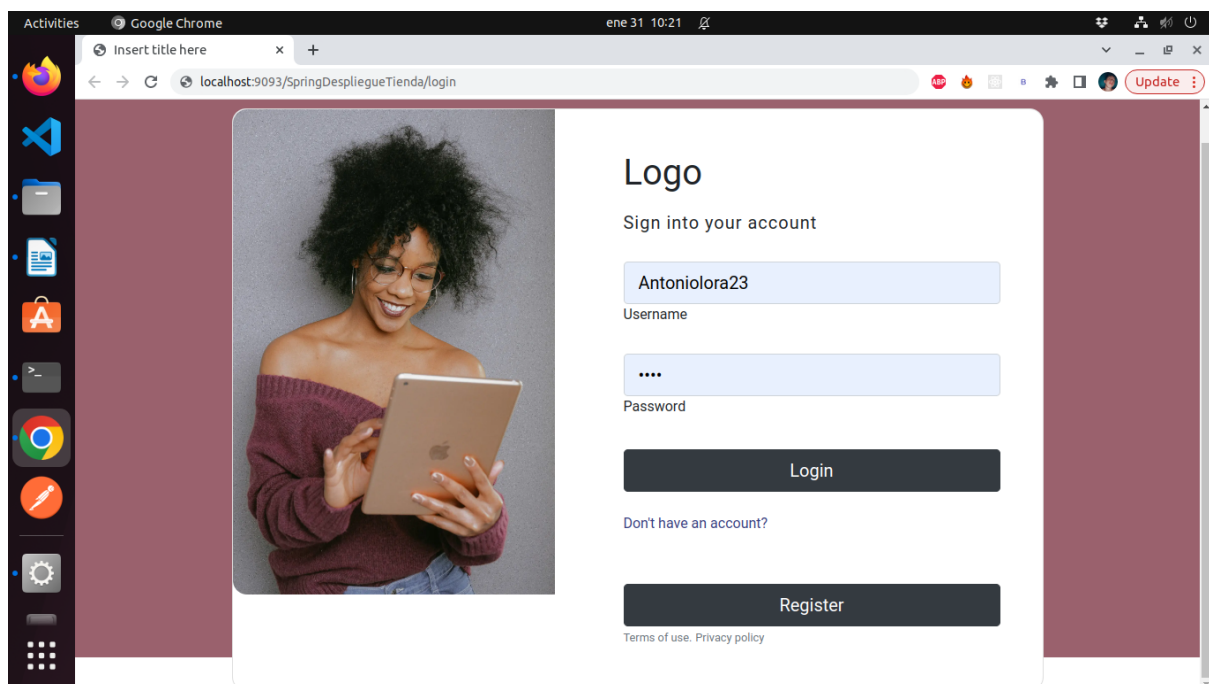 Activities Google Chrome ene 31 10:21
Insert title here
localhost:9093/SpringDespliegueTienda/login ABP Update
Logo
Sign into your account
Antoniolora23
Username
••••
Password
Login
Don't have an account?
Register
Terms of use. Privacy policy